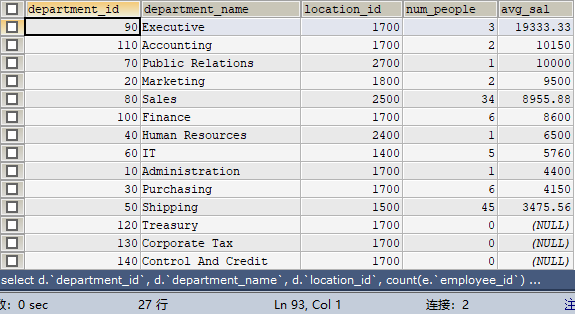 department_id department_name location_id num_people avg_sal
90 Executive 1700 3 19333.33
110 Accounting 1700 2 10150
70 Public Relations 2700 1 10000
20 Marketing 1800 2 9500
80 Sales 2500 34 8955.88
100 Finance 1700 6 8600
40 Human Resources 2400 1 6500
60 IT 1400 5 5760
10 Administration 1700 1 4400
30 Purchasing 1700 6 4150
50 Shipping 1500 45 3475.56
120 Treasury 1700 0 (NULL)
130 Corporate Tax 1700 0 (NULL)
140 Control And Credit 1700 0 (NULL)
select d.`department_id`, d.`department_name`, d.`location_id`, count(e.`employee_id`) ...
数: 0 sec 27 行 Ln 93, Col 1 连接: 2 注